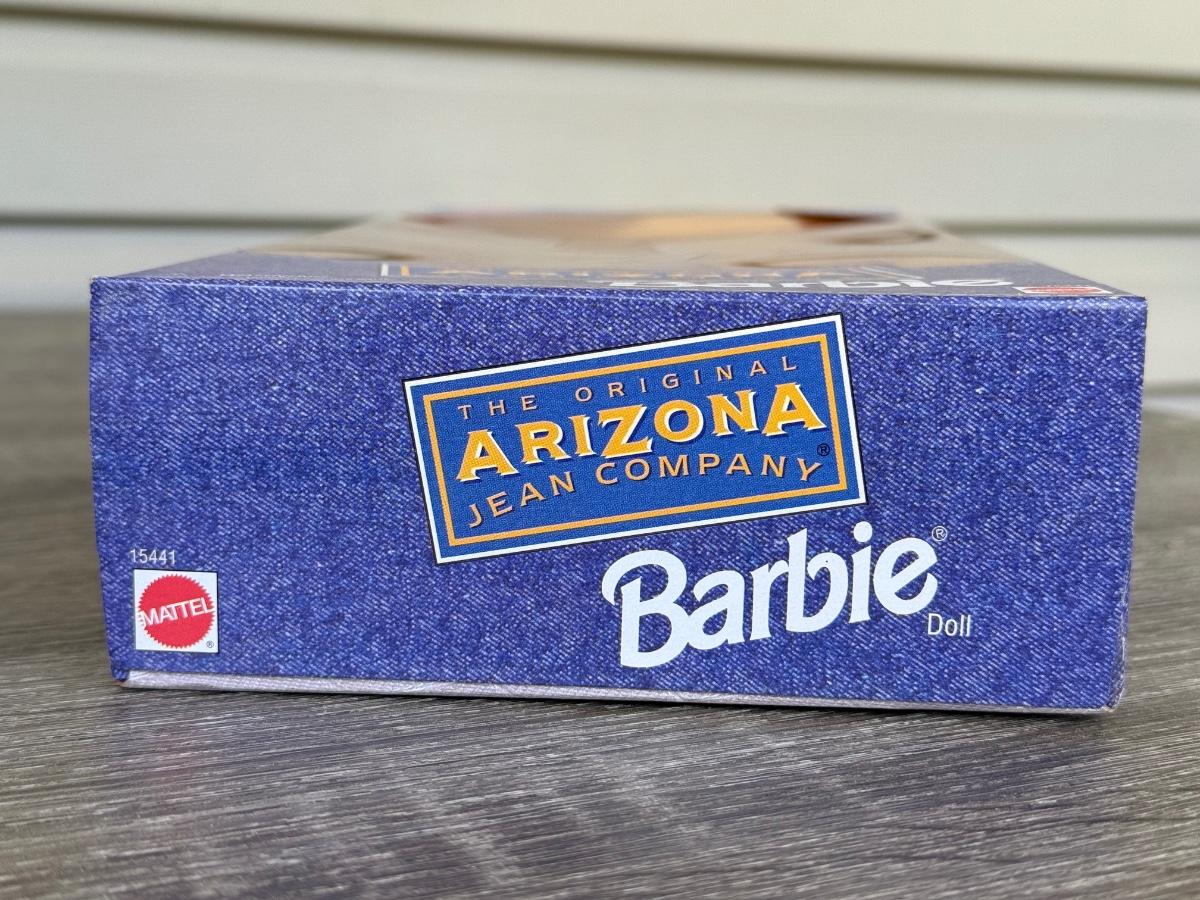 THE ORIGINAL
ARIZONA
JEAN COMPANY®
Barbie®
Doll
15441
MATTEL®